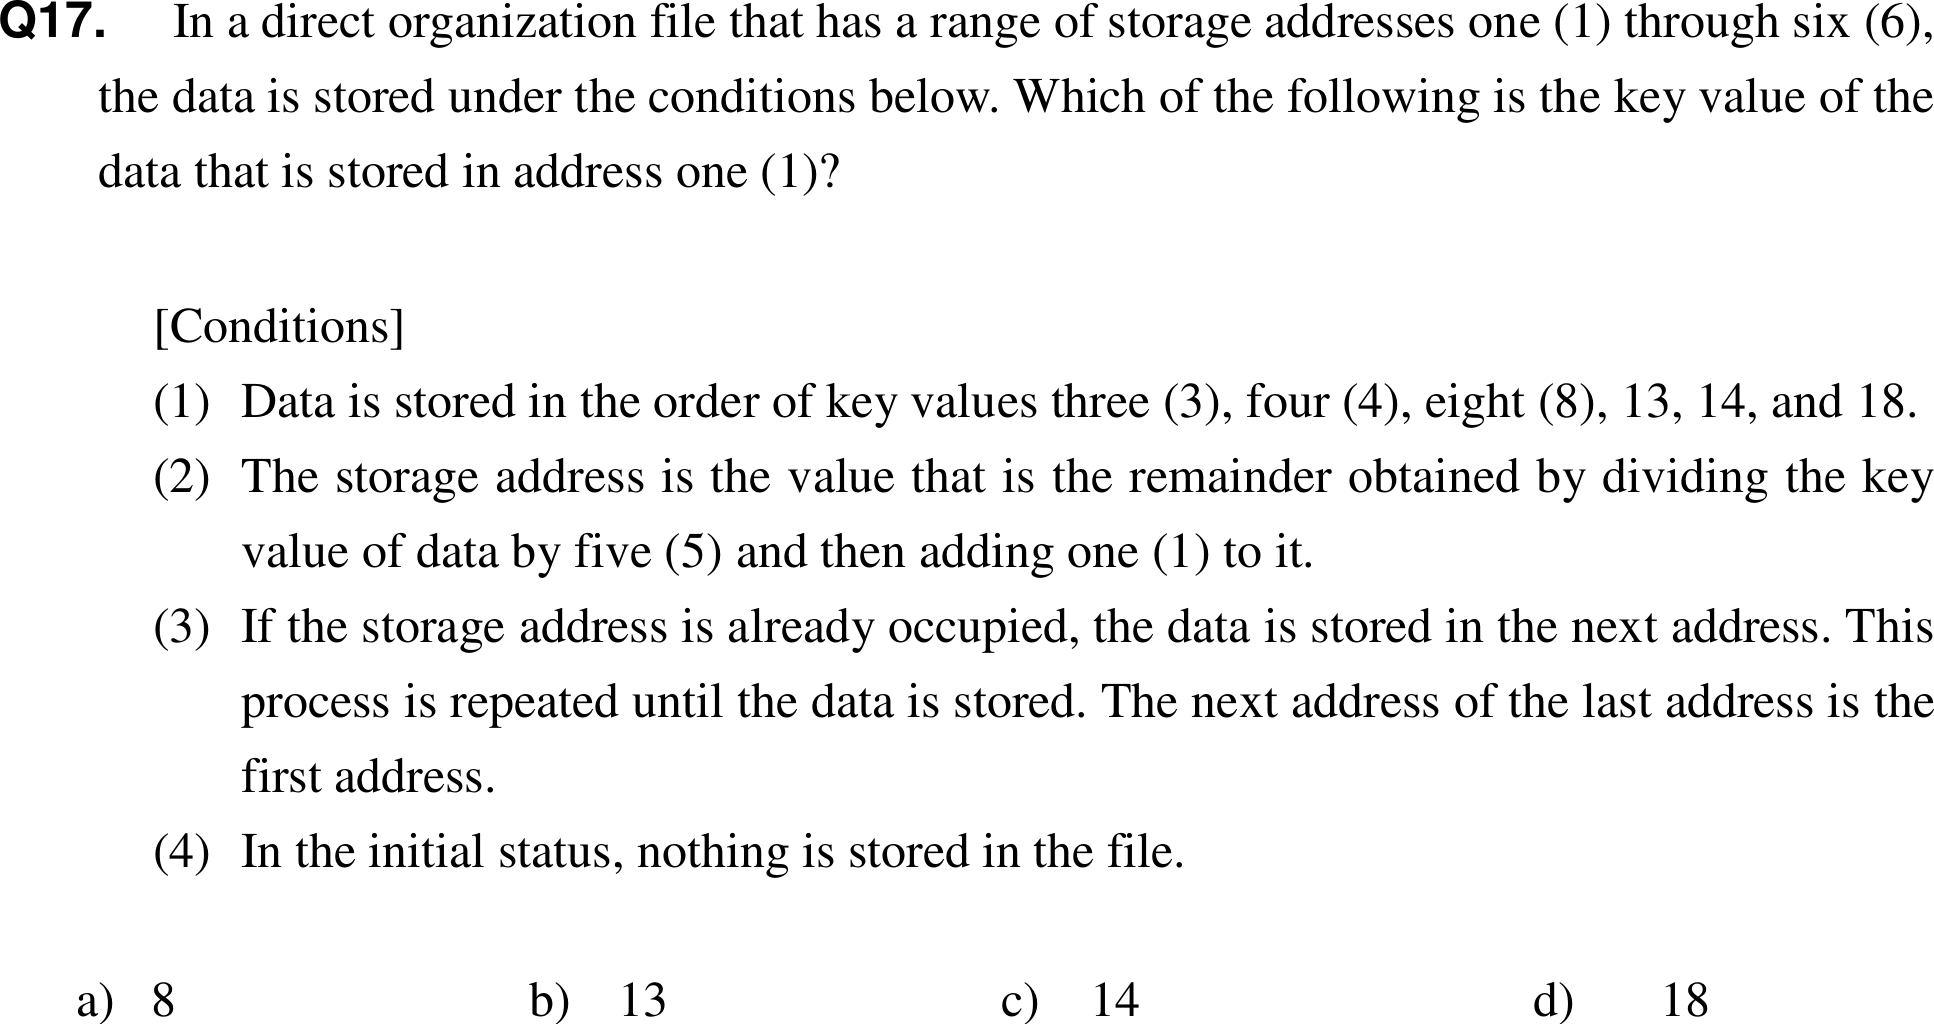 Q17. In a direct organization file that has a range of storage addresses one (1) through six (6),
the data is stored under the conditions below. Which of the following is the key value of the
data that is stored in address one (1)?
[Conditions]
(1) Data is stored in the order of key values three (3), four (4), eight (8), 13, 14, and 18.
(2) The storage address is the value that is the remainder obtained by dividing the key
value of data by five (5) and then adding one (1) to it.
(3) If the storage address is already occupied, the data is stored in the next address. This
process is repeated until the data is stored. The next address of the last address is the
first address.
(4) In the initial status, nothing is stored in the file.
a) 8 b) 13 c) 14 d) 18